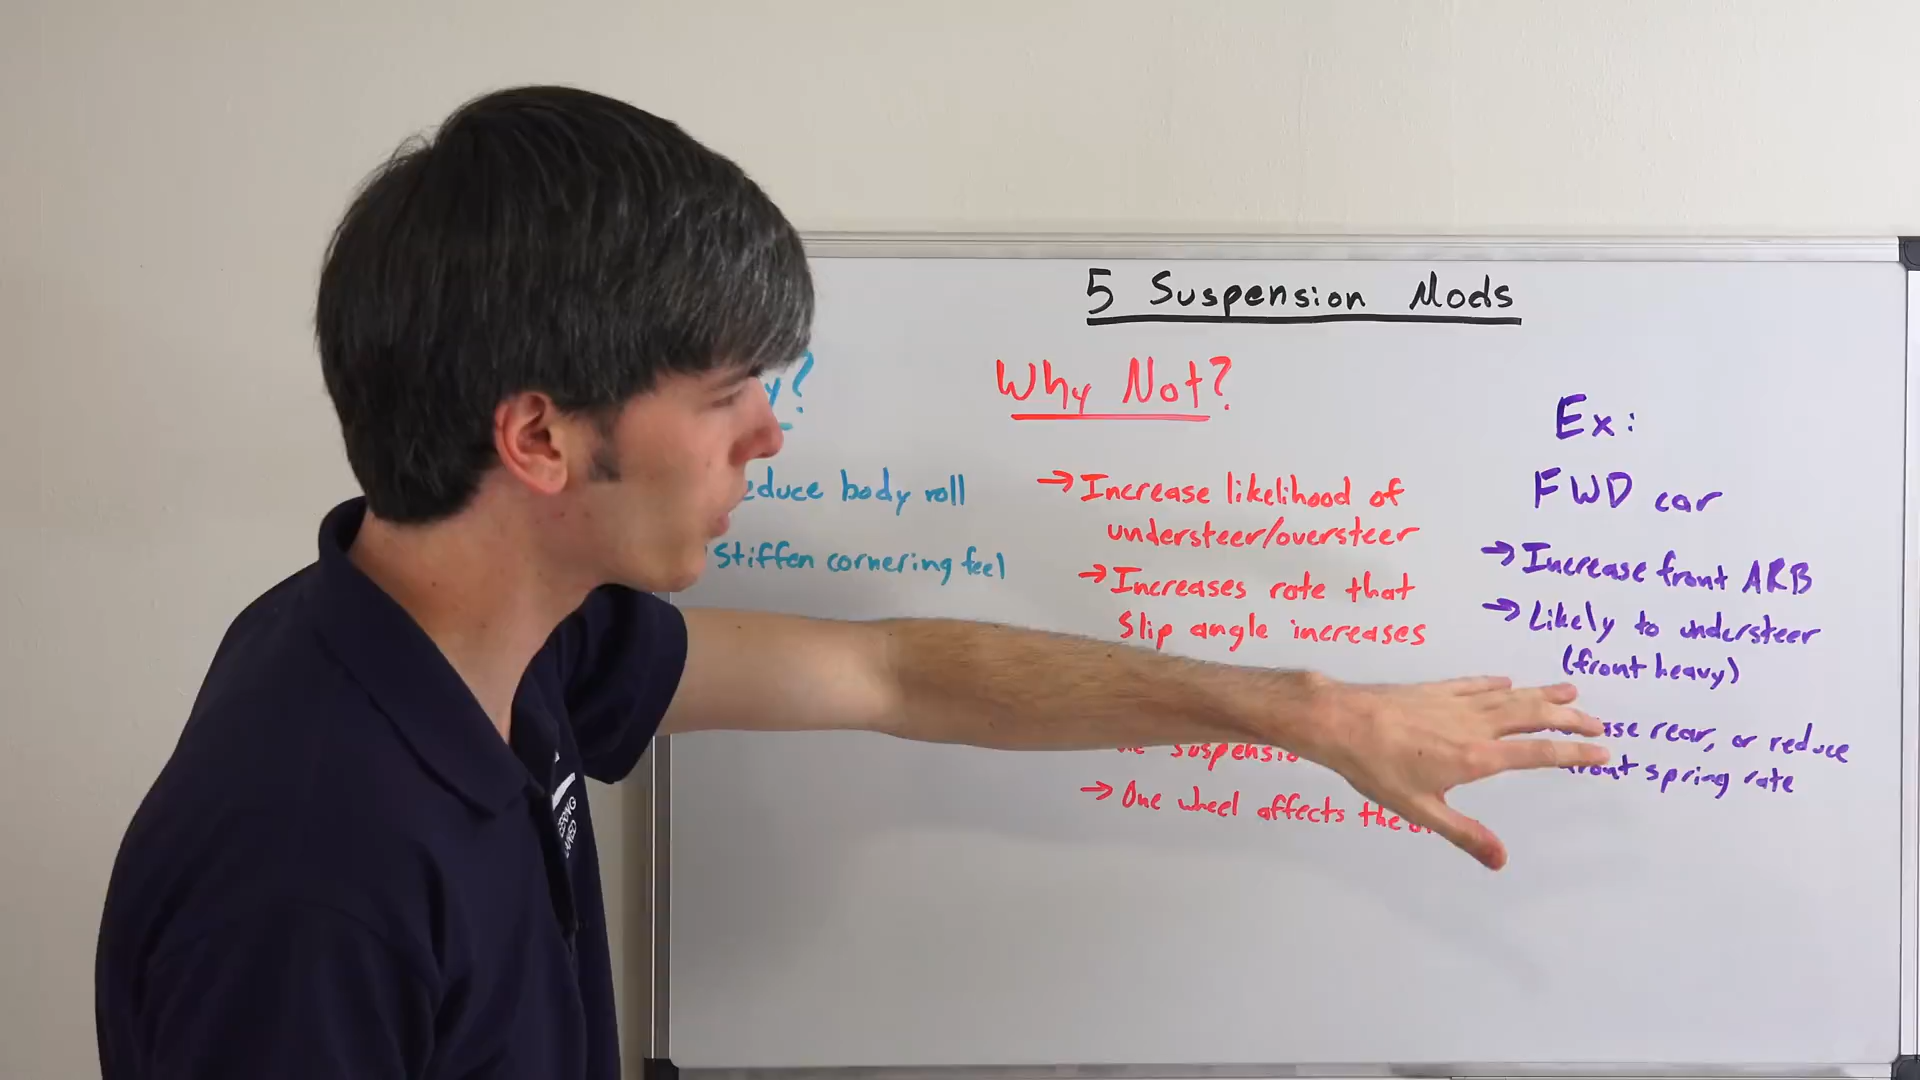 5 Suspension Mods
Why Not?
Ex:
FWD car
body roll
Stiffen cornering feel
→ Increase likelihood of
understeer/oversteer
→ Increases rate that
slip angle increases
→ One wheel affects the
→ Increase front ARB
→ Likely to understeer
(front heavy)
rear, or reduce
front spring rate